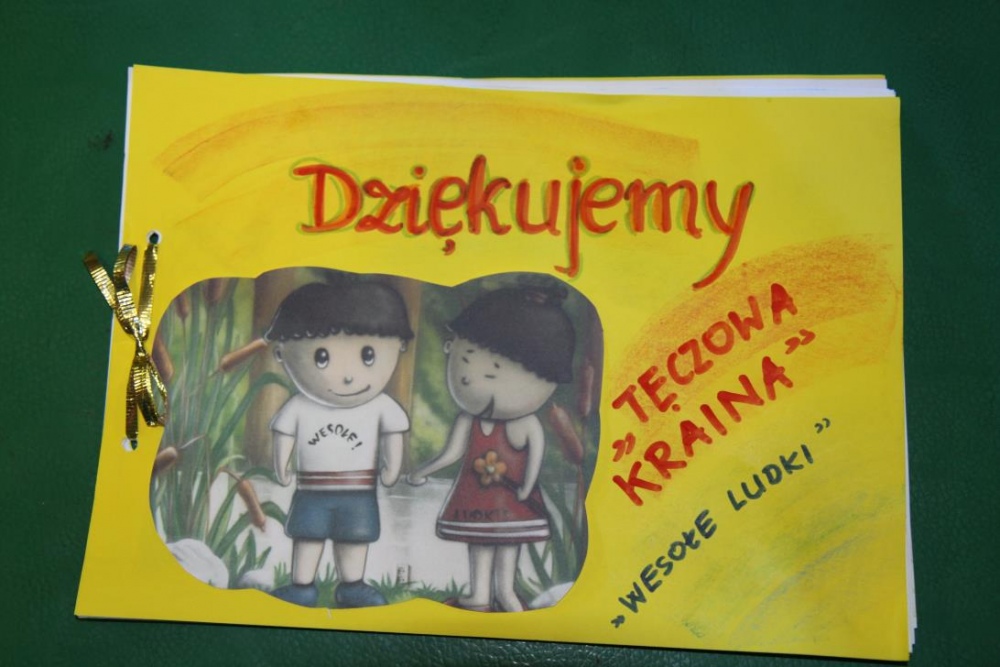 Dziękujemy
„TĘCZOWA
KRAINA”
„WESOŁE LUDKI”
WESOŁE!
LUDKI!